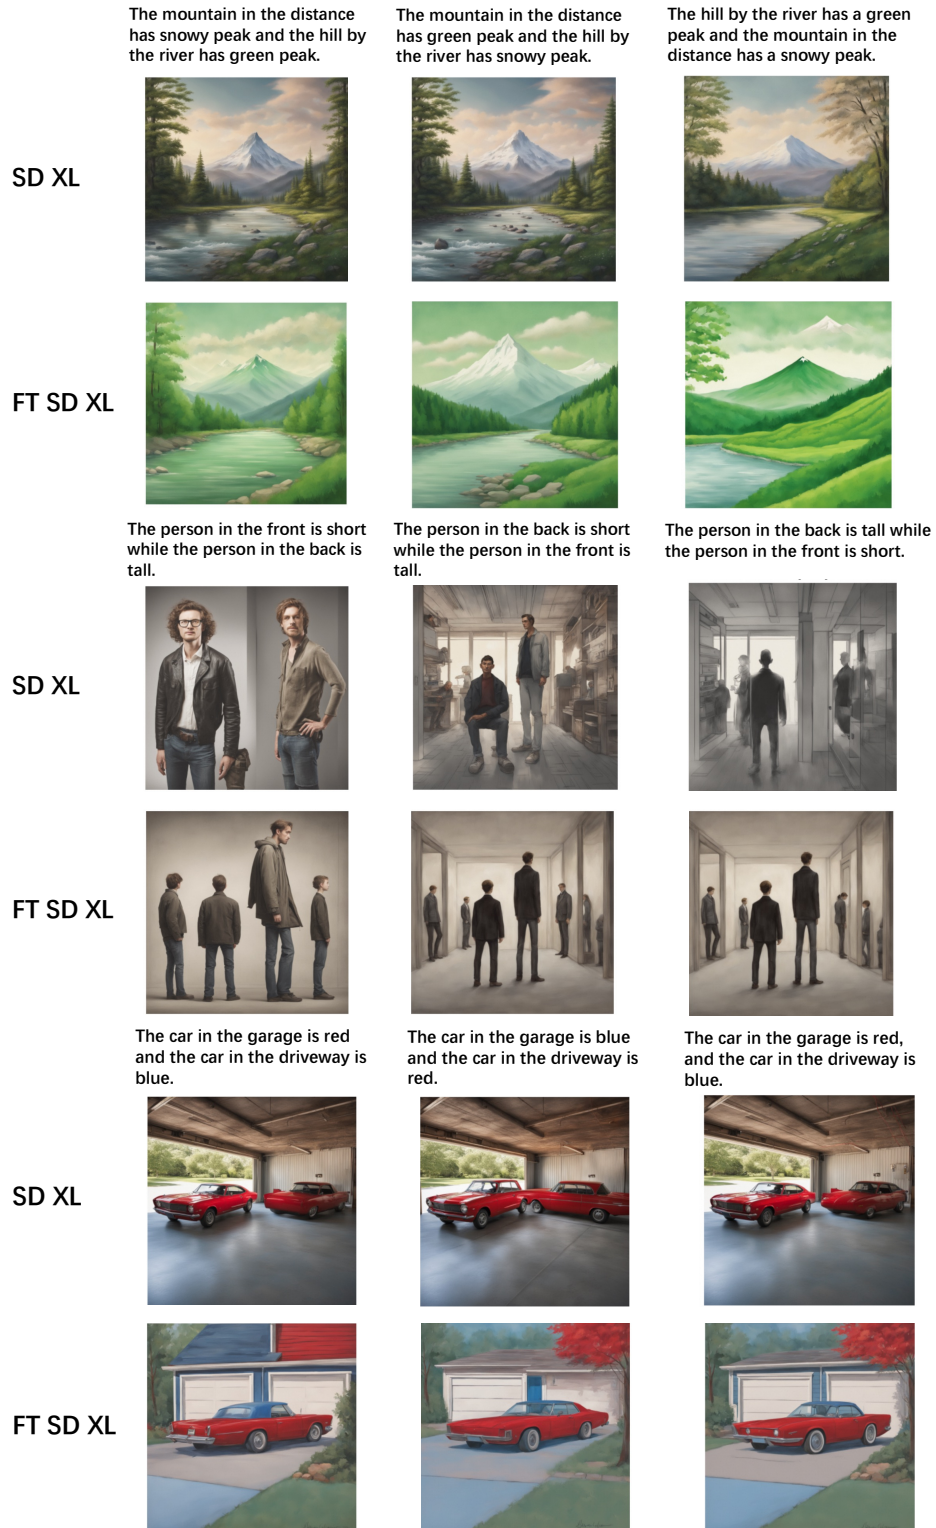 The mountain in the distance
has snowy peak and the hill by
the river has green peak.
The mountain in the distance
has green peak and the hill by
the river has snowy peak.
The hill by the river has a green
peak and the mountain in the
distance has a snowy peak.
SD XL
FT SD XL
The person in the front is short
while the person in the back is
tall.
The person in the back is short
while the person in the front is
tall.
The person in the back is tall while
the person in the front is short.
SD XL
FT SD XL
The car in the garage is red
and the car in the driveway is
blue.
The car in the garage is blue
and the car in the driveway is
red.
The car in the garage is red,
and the car in the driveway is
blue.
SD XL
FT SD XL